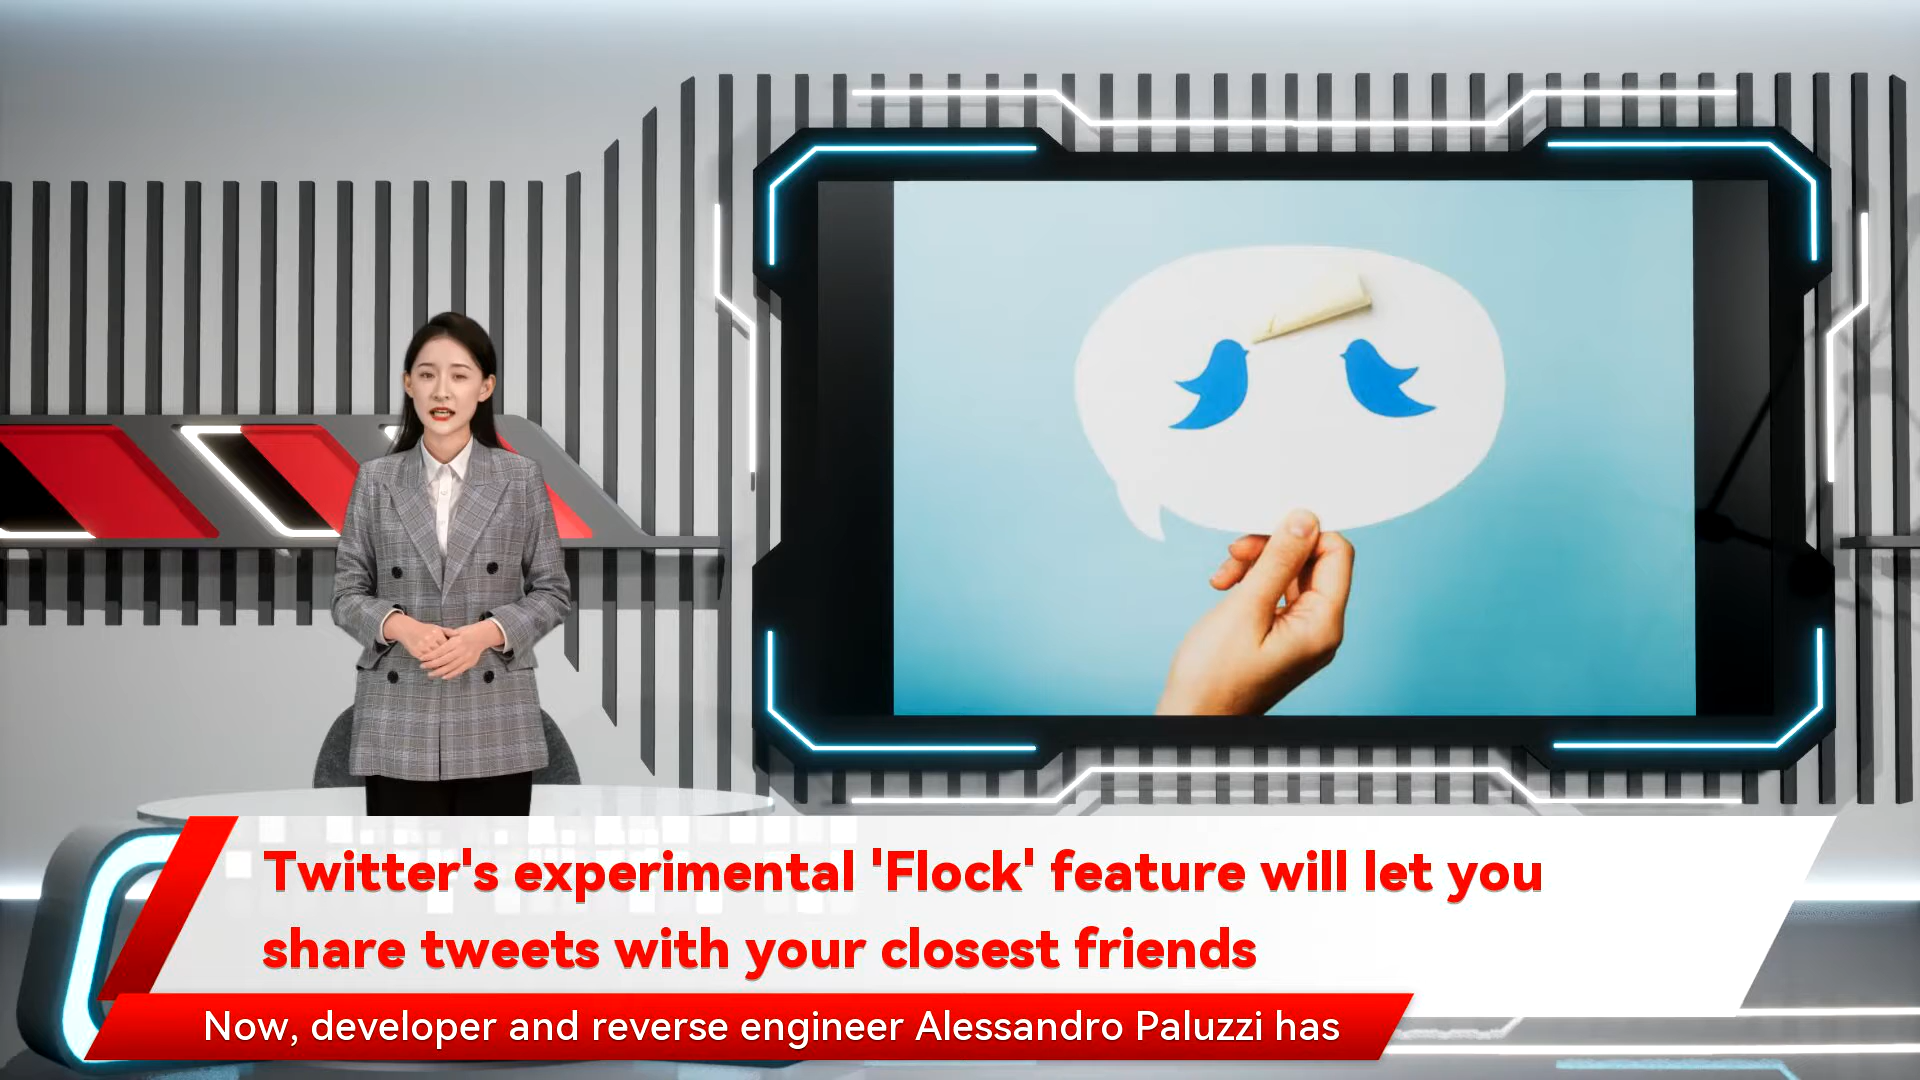 Twitter's experimental 'Flock' feature will let you
share tweets with your closest friends
Now, developer and reverse engineer Alessandro Paluzzi has